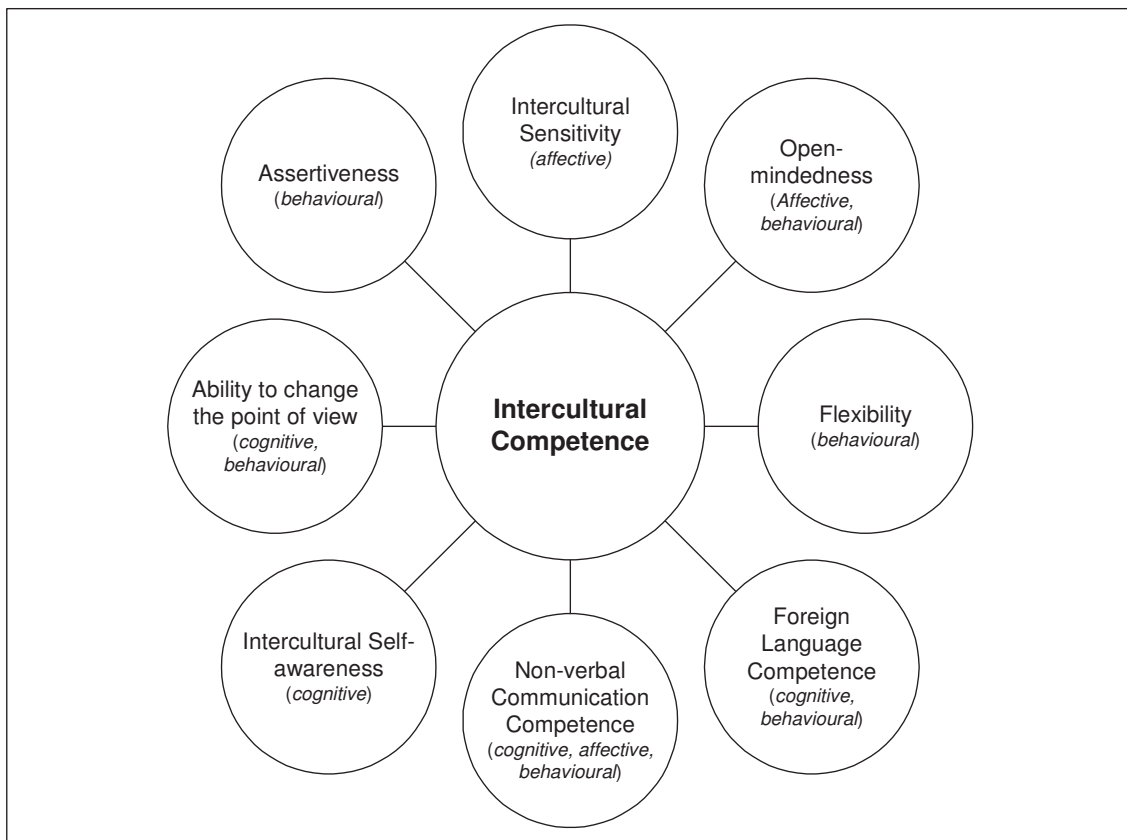 Intercultural
Sensitivity
(affective)
Open-
mindedness
(Affective,
behavioural)
Assertiveness
(behavioural)
Ability to change
the point of view
(cognitive,
behavioural)
Intercultural
Competence
Flexibility
(behavioural)
Intercultural Self-
awareness
(cognitive)
Non-verbal
Communication
Competence
(cognitive, affective,
behavioural)
Foreign
Language
Competence
(cognitive,
behavioural)